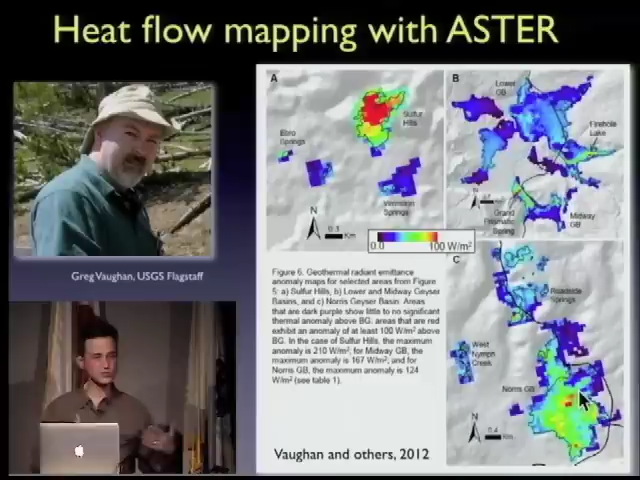 Heat flow mapping with ASTER
Greg Vaughan, USGS Flagstaff
A
Sulfur
Hills
Ebro
Springs
Vermilion
Springs
N
0.3 Km
0.0 100 W/m²
B
Lower
GB
Firehole
Lake
N
Km
Grand
Prismatic
Spring
Midway
GB
C
Roadside
Springs
West
Nymph
Creek
Norris GB
N
0.4
Km
Figure 6. Geothermal radiant emittance
anomaly maps for selected areas from Figure
5: a) Sulfur Hills, b) Lower and Midway Geyser
Basins, and c) Norris Geyser Basin. Areas
that are dark purple show little to no significant
thermal anomaly above BG; areas that are red
exhibit an anomaly of at least 100 W/m² above
BG. In the case of Sulfur Hills, the maximum
anomaly is 210 W/m²; for Midway GB, the
maximum anomaly is 167 W/m²; and for
Norris GB, the maximum anomaly is 124
W/m² (see table 1).
Vaughan and others, 2012